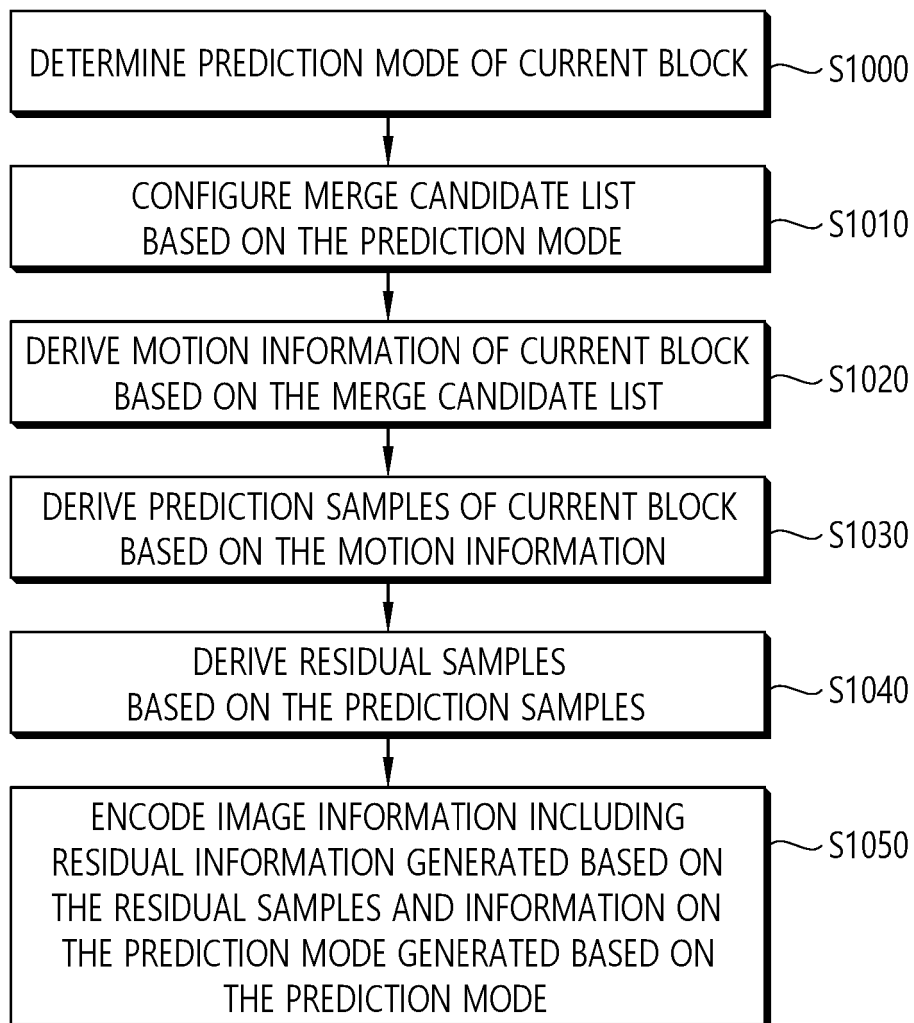 DETERMINE PREDICTION MODE OF CURRENT BLOCK
S1000
CONFIGURE MERGE CANDIDATE LIST
BASED ON THE PREDICTION MODE
S1010
DERIVE MOTION INFORMATION OF CURRENT BLOCK
BASED ON THE MERGE CANDIDATE LIST
S1020
DERIVE PREDICTION SAMPLES OF CURRENT BLOCK
BASED ON THE MOTION INFORMATION
S1030
DERIVE RESIDUAL SAMPLES
BASED ON THE PREDICTION SAMPLES
S1040
ENCODE IMAGE INFORMATION INCLUDING
RESIDUAL INFORMATION GENERATED BASED ON
THE RESIDUAL SAMPLES AND INFORMATION ON
THE PREDICTION MODE GENERATED BASED ON
THE PREDICTION MODE
S1050